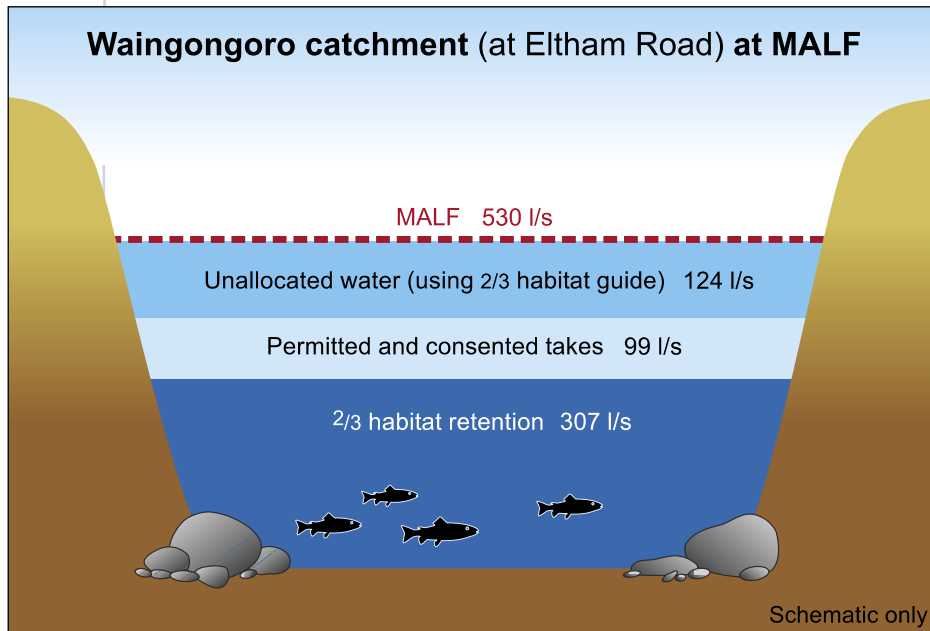 Waingongoro catchment (at Eltham Road) at MALF
MALF 530 l/s
Unallocated water (using 2/3 habitat guide) 124 l/s
Permitted and consented takes 99 l/s
2/3 habitat retention 307 l/s
Schematic only